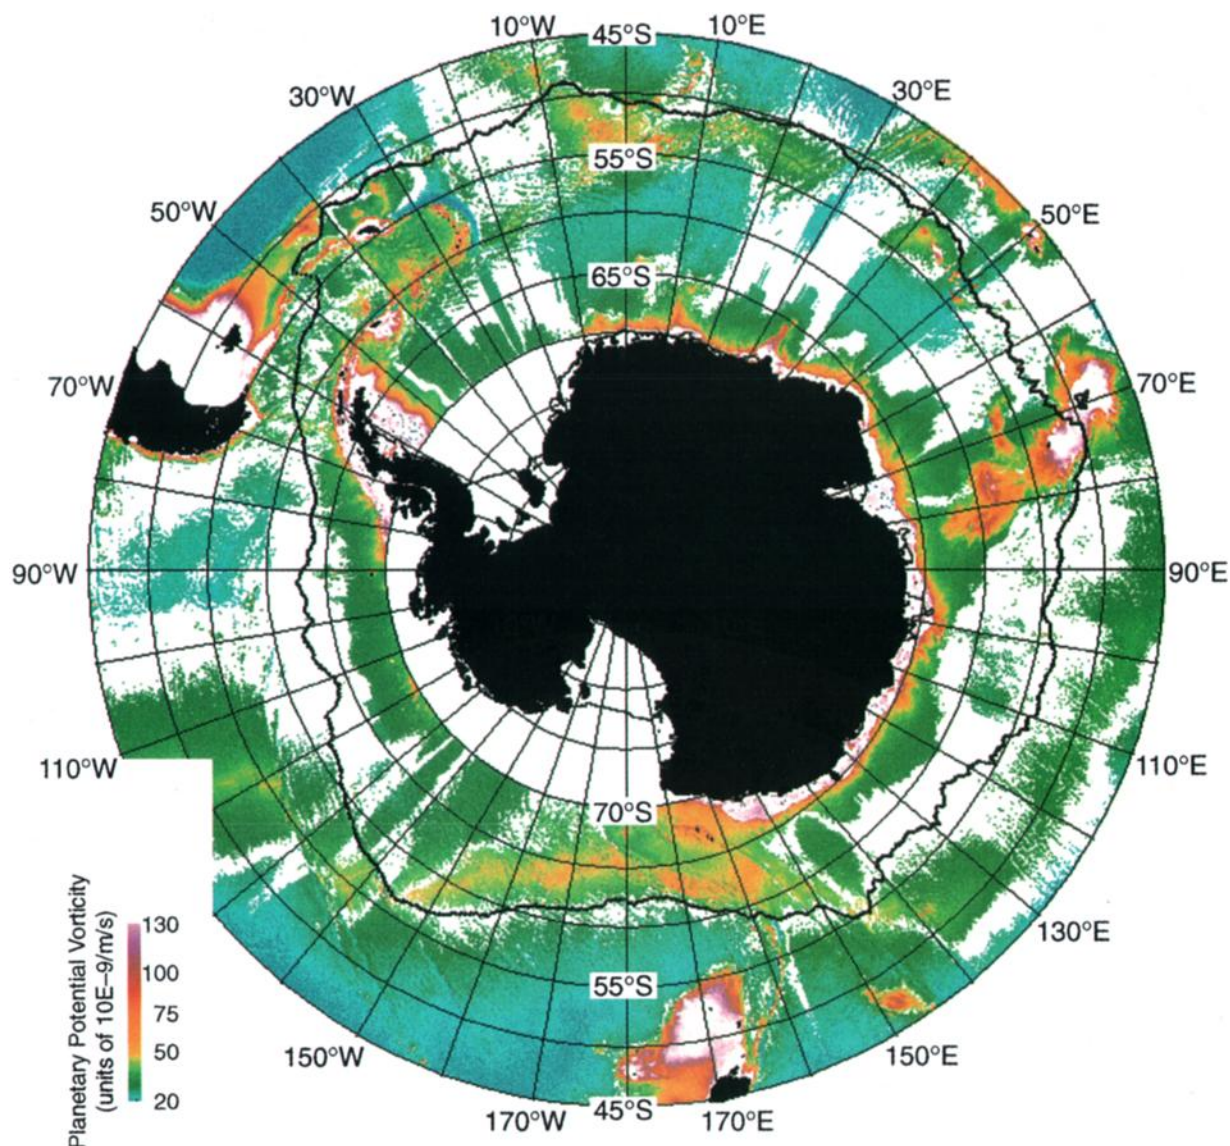 10°W 45°S 10°E
30°W 30°E
55°S
50°W 50°E
65°S
70°W 70°E
90°W 90°E
110°W 110°E
70°S
130°E
55°S
150°W 150°E
170°W 45°S 170°E
Planetary Potential Vorticity
(units of 10E–9/m/s)
130
100
75
50
20